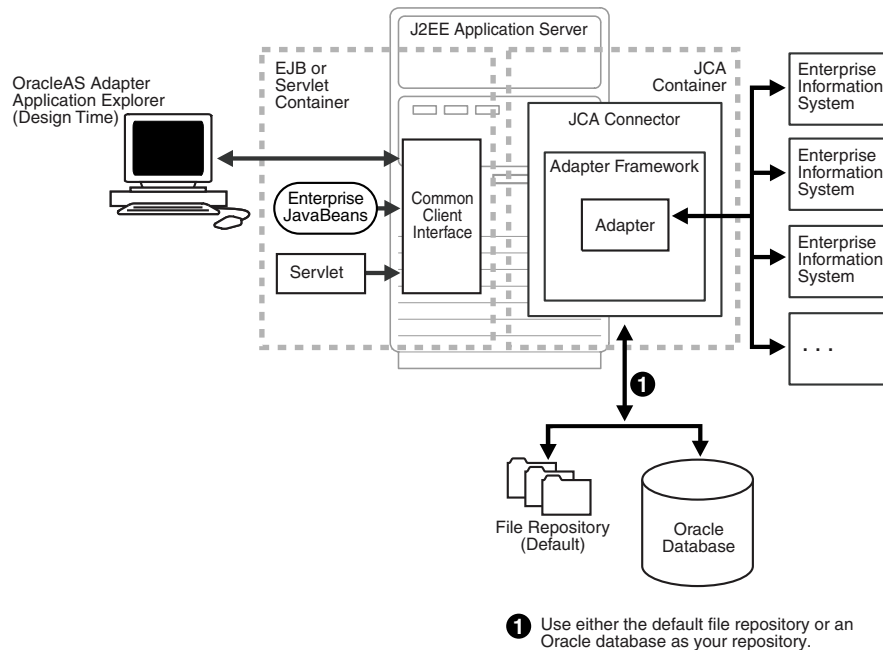 J2EE Application Server
OracleAS Adapter
Application Explorer
(Design Time)
EJB or
Servlet
Container
JCA
Container
Enterprise
Information
System
JCA Connector
Adapter Framework
Adapter
Enterprise
JavaBeans
Common
Client
Interface
Servlet
Enterprise
Information
System
Enterprise
Information
System
. . .
1
File Repository
(Default)
Oracle
Database
1 Use either the default file repository or an
Oracle database as your repository.